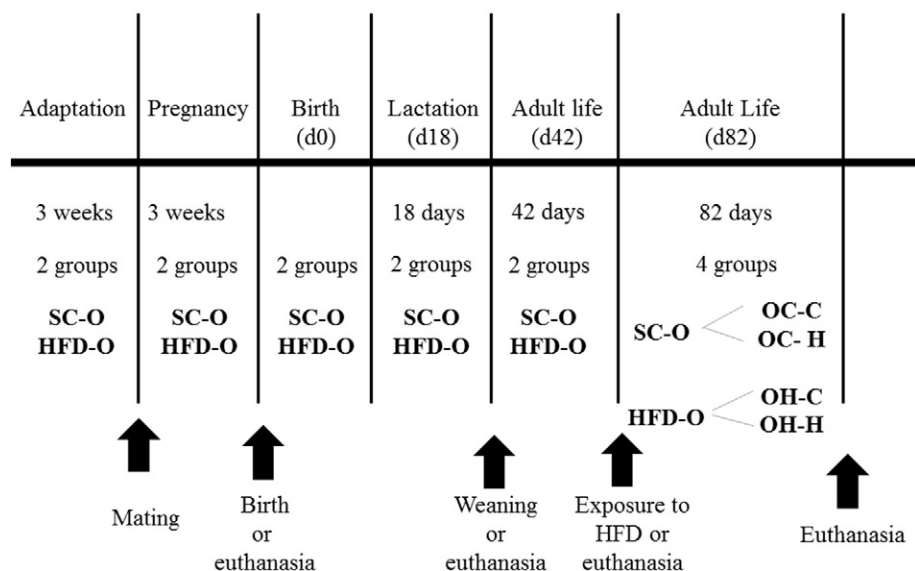 Adaptation
Pregnancy
Birth
(d0)
Lactation
(d18)
Adult life
(d42)
Adult Life
(d82)
3 weeks
3 weeks
18 days
42 days
82 days
2 groups
2 groups
2 groups
2 groups
2 groups
4 groups
SC-O
HFD-O
SC-O
HFD-O
SC-O
HFD-O
SC-O
HFD-O
SC-O
HFD-O
SC-O
OC-C
OC- H
HFD-O
OH-C
OH-H
Mating
Birth
or
euthanasia
Weaning
or
euthanasia
Exposure to
HFD or
euthanasia
Euthanasia